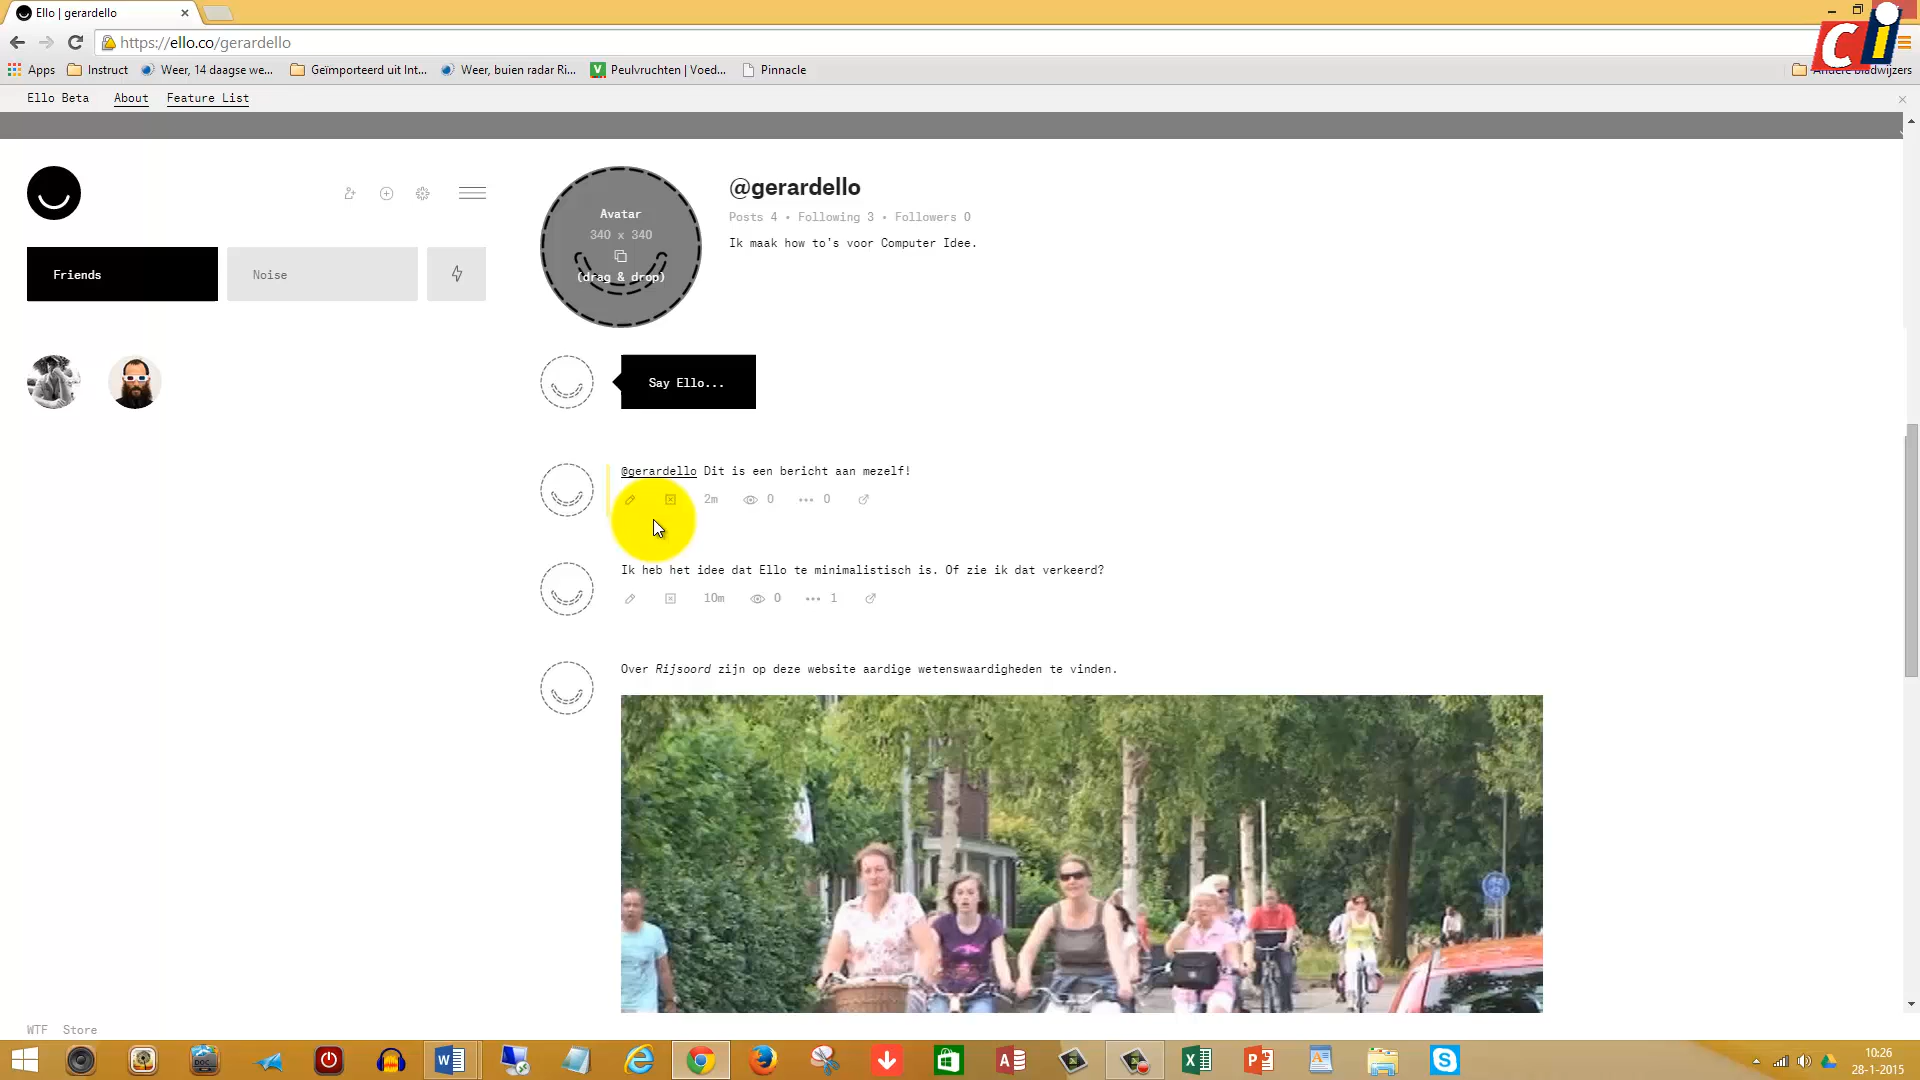 Ello | gerardello
https://ello.co/gerardello
Apps Instruct Weer, 14 daagse we... Geïmporteerd uit Int... Weer, buien radar Ri... Peulvruchten | Voed... Pinnacle Andere bladwijzers
Ello Beta About Feature List
Ci
Avatar
340 x 340
(drag & drop)
@gerardello
Posts 4 • Following 3 • Followers 0
Ik maak how to's voor Computer Idee.
Friends Noise
Say Ello...
@gerardello Dit is een bericht aan mezelf!
2m 0 0
Ik heb het idee dat Ello te minimalistisch is. Of zie ik dat verkeerd?
10m 0 1
Over Rijsoord zijn op deze website aardige wetenswaardigheden te vinden.
WTF Store
10:26
28-1-2015